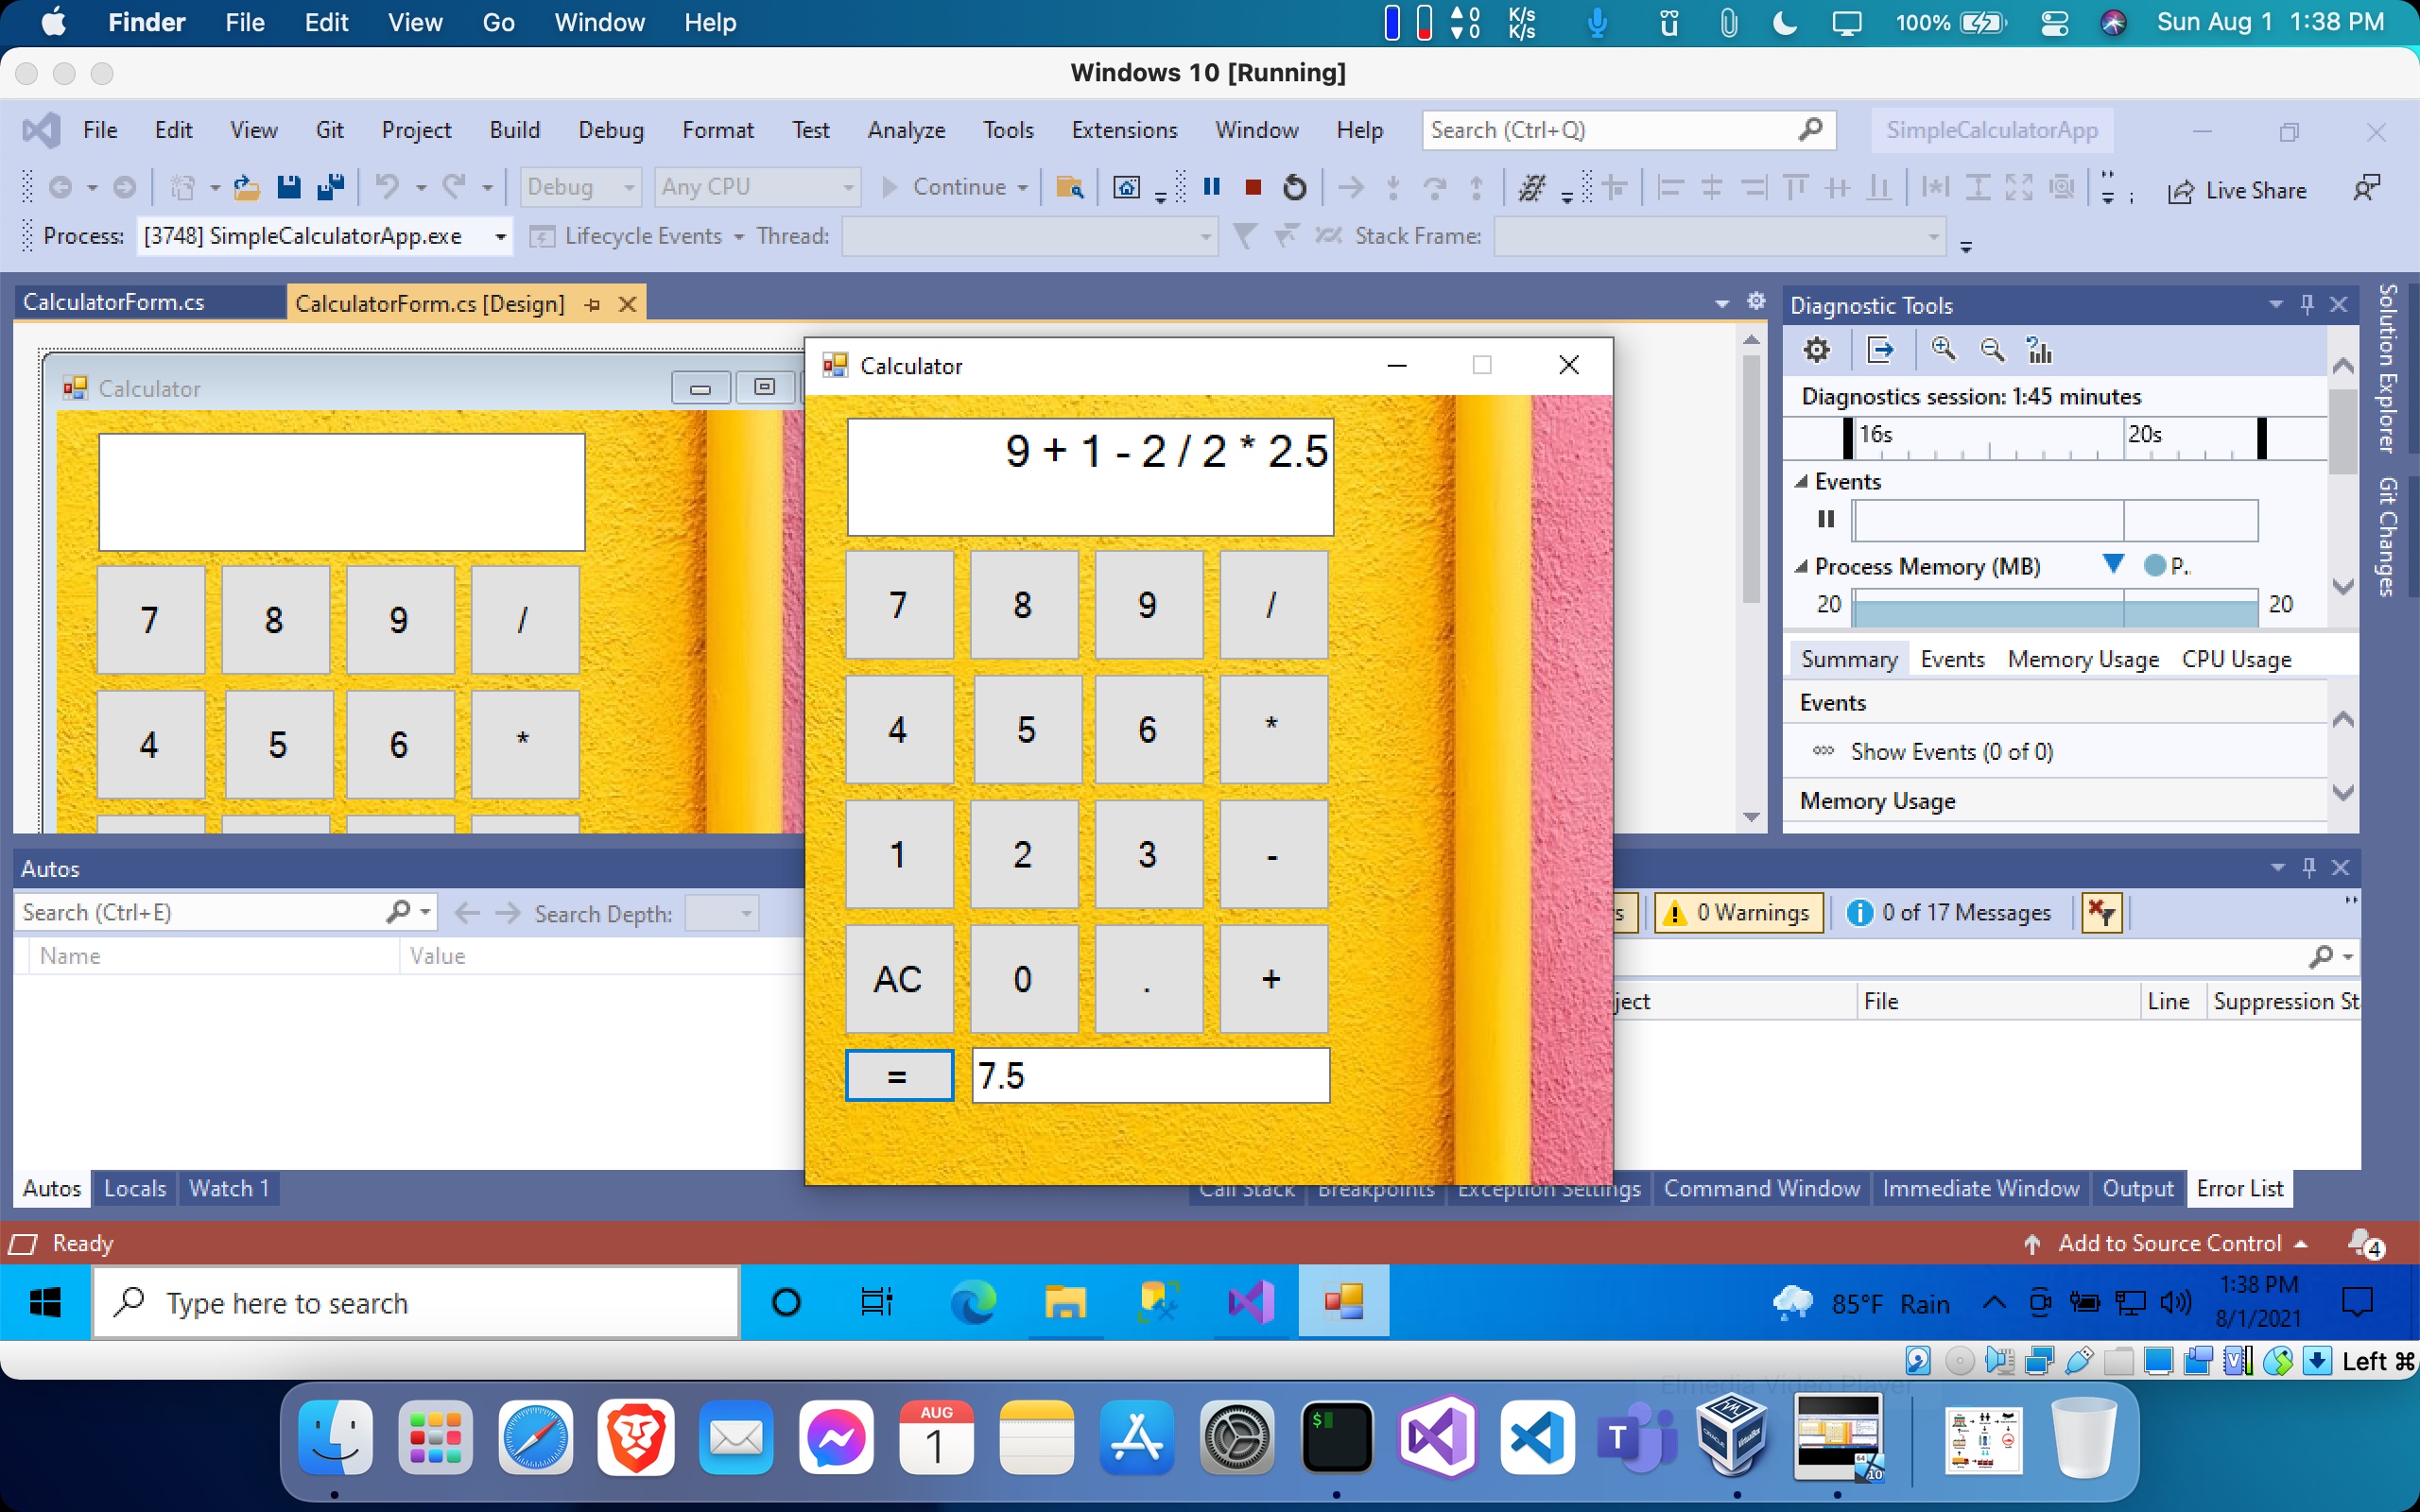 Finder File Edit View Go Window Help 0 0 K/s K/s ü 100% Sun Aug 1 1:38 PM
Windows 10 [Running]
File Edit View Git Project Build Debug Format Test Analyze Tools Extensions Window Help Search (Ctrl+Q) SimpleCalculatorApp
Debug Any CPU Continue Live Share
Process: [3748] SimpleCalculatorApp.exe Lifecycle Events Thread: Stack Frame:
CalculatorForm.cs CalculatorForm.cs [Design]
Calculator
7 8 9 /
4 5 6 *
Calculator
9 + 1 - 2 / 2 * 2.5
7 8 9 /
4 5 6 *
1 2 3 -
AC 0 . +
= 7.5
Diagnostic Tools
Diagnostics session: 1:45 minutes
16s 20s
Events
Process Memory (MB) P..
20 20
Summary Events Memory Usage CPU Usage
Events
Show Events (0 of 0)
Memory Usage
Solution Explorer
Git Changes
Autos
Search (Ctrl+E) Search Depth:
Name Value
s 0 Warnings 0 of 17 Messages
ject File Line Suppression St
Autos Locals Watch 1
Call Stack Breakpoints Exception Settings Command Window Immediate Window Output Error List
Ready Add to Source Control 4
Type here to search 85°F Rain 1:38 PM
8/1/2021
Left ⌘
Elmedia Video Player
AUG
1
$
T
64
10